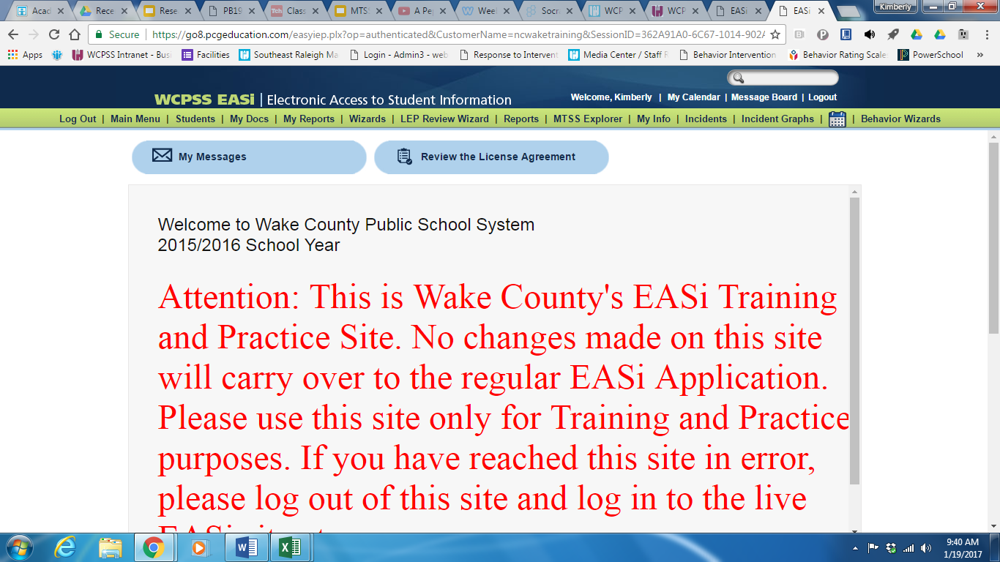 Acad
Rece
Rese
PB19
Tch Class
MTSS
A Pep
Weel
Socra
WCP
WCP
EASi
EASi
Kimberly
Secure | https://go8.pcgeducation.com/easyiep.plx?op=authenticated&CustomerName=ncwaketraining&SessionID=362A91A0-6C67-1014-902A
Apps WCPSS Intranet - Busi Facilities Southeast Raleigh Ma Login - Admin3 - web Response to Intervent Media Center / Staff R Behavior Intervention Behavior Rating Scale PowerSchool »
WCPSS EASi | Electronic Access to Student Information
Welcome, Kimberly | My Calendar | Message Board | Logout
Log Out | Main Menu | Students | My Docs | My Reports | Wizards | LEP Review Wizard | Reports | MTSS Explorer | My Info | Incidents | Incident Graphs | | Behavior Wizards
My Messages
Review the License Agreement
Welcome to Wake County Public School System
2015/2016 School Year
Attention: This is Wake County's EASi Training
and Practice Site. No changes made on this site
will carry over to the regular EASi Application.
Please use this site only for Training and Practice
purposes. If you have reached this site in error,
please log out of this site and log in to the live
9:40 AM
1/19/2017